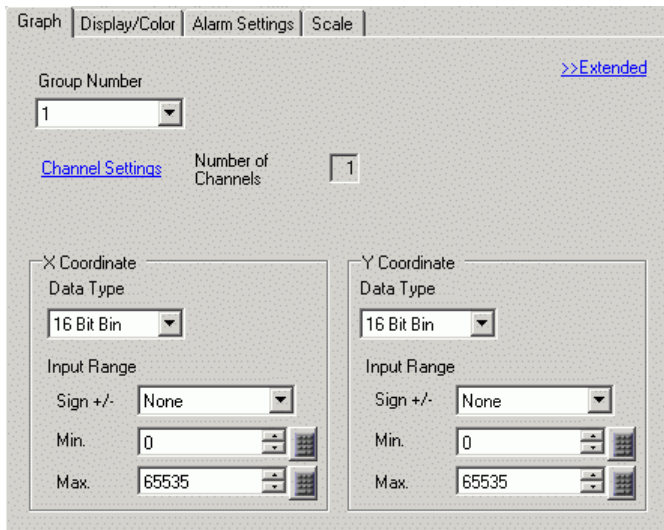 Graph Display/Color Alarm Settings Scale
>>Extended
Group Number
1
Channel Settings Number of Channels 1
X Coordinate
Data Type
16 Bit Bin
Input Range
Sign +/- None
Min. 0
Max. 65535
Y Coordinate
Data Type
16 Bit Bin
Input Range
Sign +/- None
Min. 0
Max. 65535